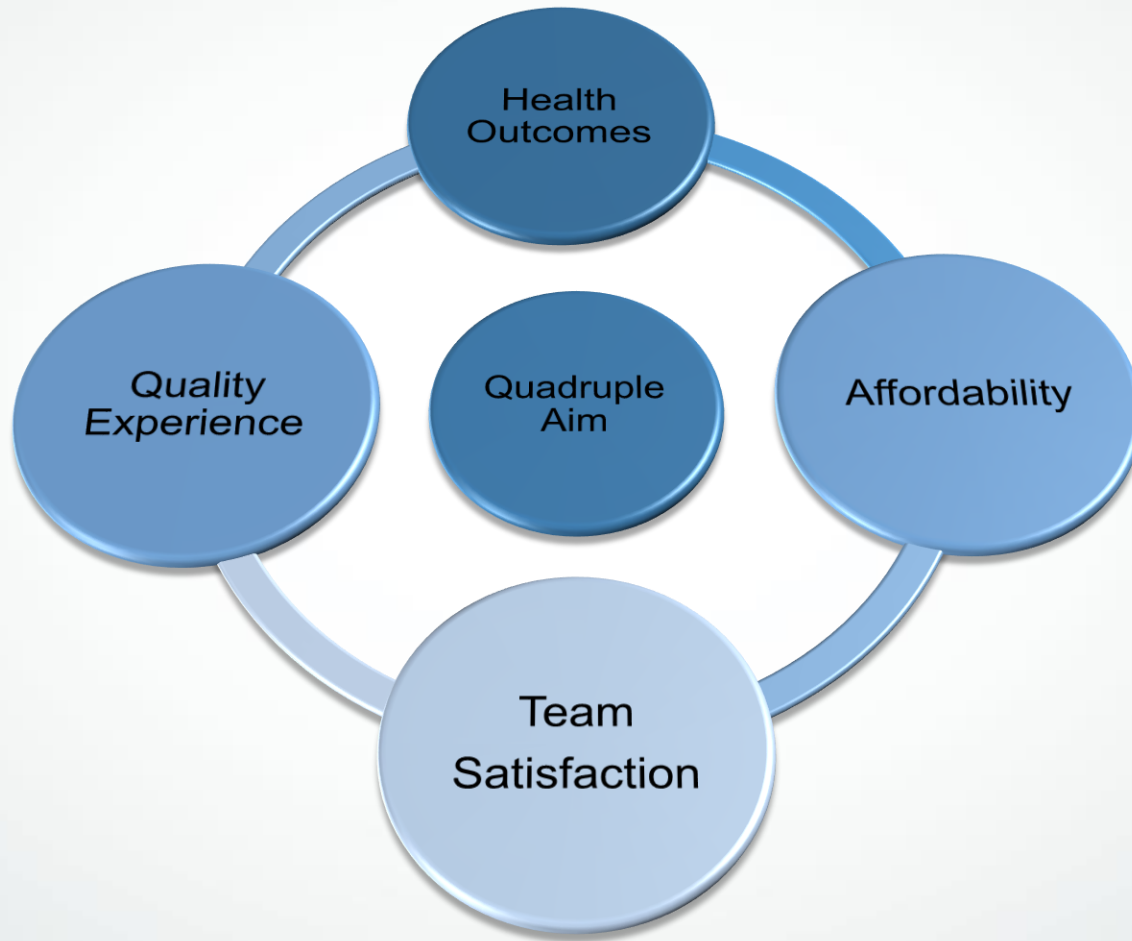 Health
Outcomes
Quality
Experience
Quadruple
Aim
Affordability
Team
Satisfaction